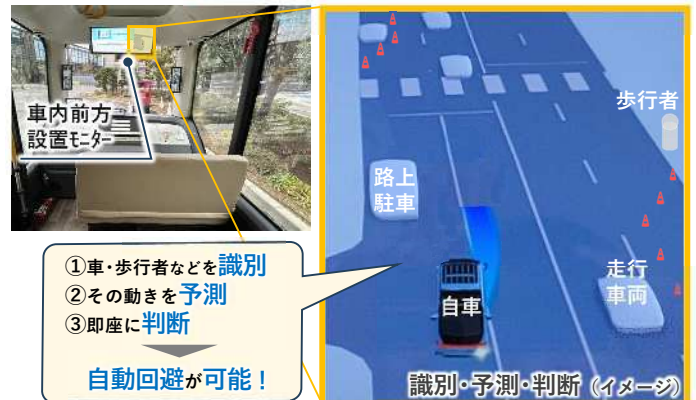 車内前方
設置モニター
①車・歩行者などを識別
②その動きを予測
③即座に判断
自動回避が可能！
歩行者
路上
駐車
自車
走行
車両
識別・予測・判断（イメージ）